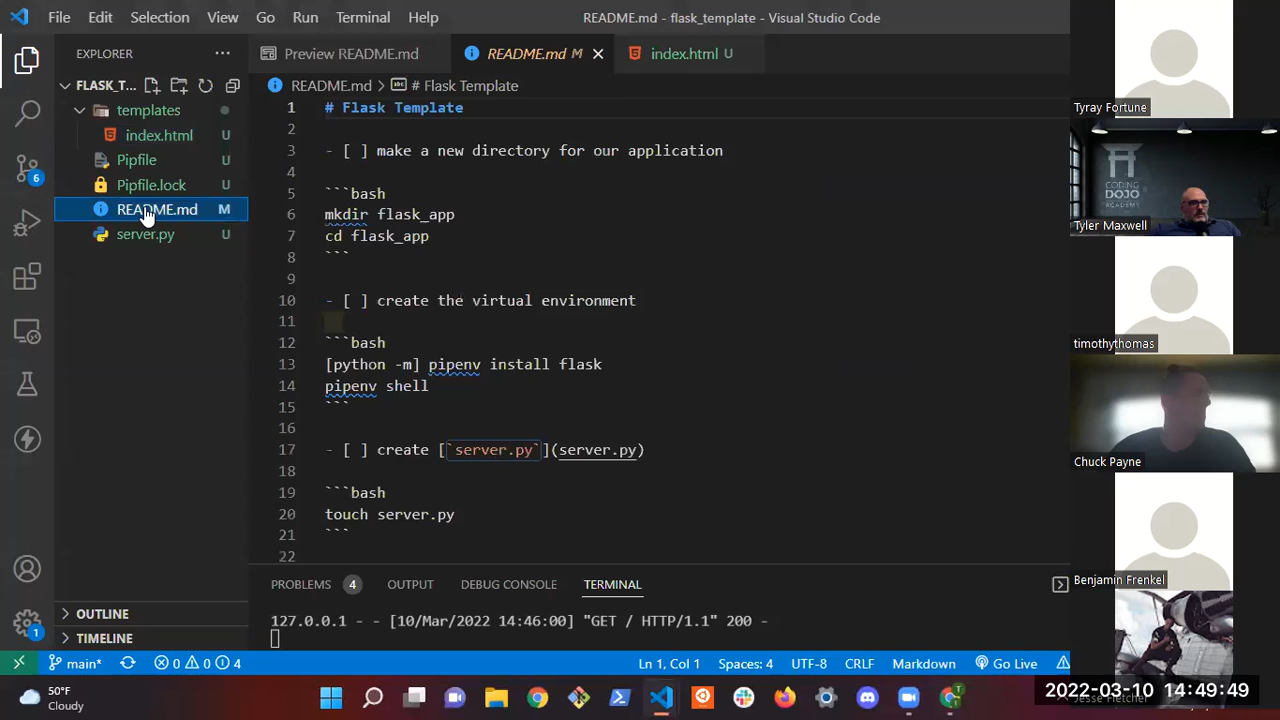 File Edit Selection View Go Run Terminal Help
README.md - flask_template - Visual Studio Code
EXPLORER
FLASK_T...
templates
index.html U
Pipfile U
Pipfile.lock U
README.md M
server.py U
OUTLINE
TIMELINE
Preview README.md
README.md M
index.html U
README.md > # Flask Template
1 # Flask Template
2
3 - [ ] make a new directory for our application
4
5 ```bash
6 mkdir flask_app
7 cd flask_app
8 ```
9
10 - [ ] create the virtual environment
11
12 ```bash
13 [python -m] pipenv install flask
14 pipenv shell
15 ```
16
17 - [ ] create [`server.py`](server.py)
18
19 ```bash
20 touch server.py
21 ```
22
PROBLEMS 4 OUTPUT DEBUG CONSOLE TERMINAL
127.0.0.1 - - [10/Mar/2022 14:46:00] "GET / HTTP/1.1" 200 -
6
1
main* 0 0 4
Ln 1, Col 1 Spaces: 4 UTF-8 CRLF Markdown Go Live
50°F
Cloudy
Tyray Fortune
CODING
DOJO
ACADEMY
Tyler Maxwell
timothythomas
Chuck Payne
Benjamin Frenkel
Jesse Fletcher
2022-03-10 14:49:49